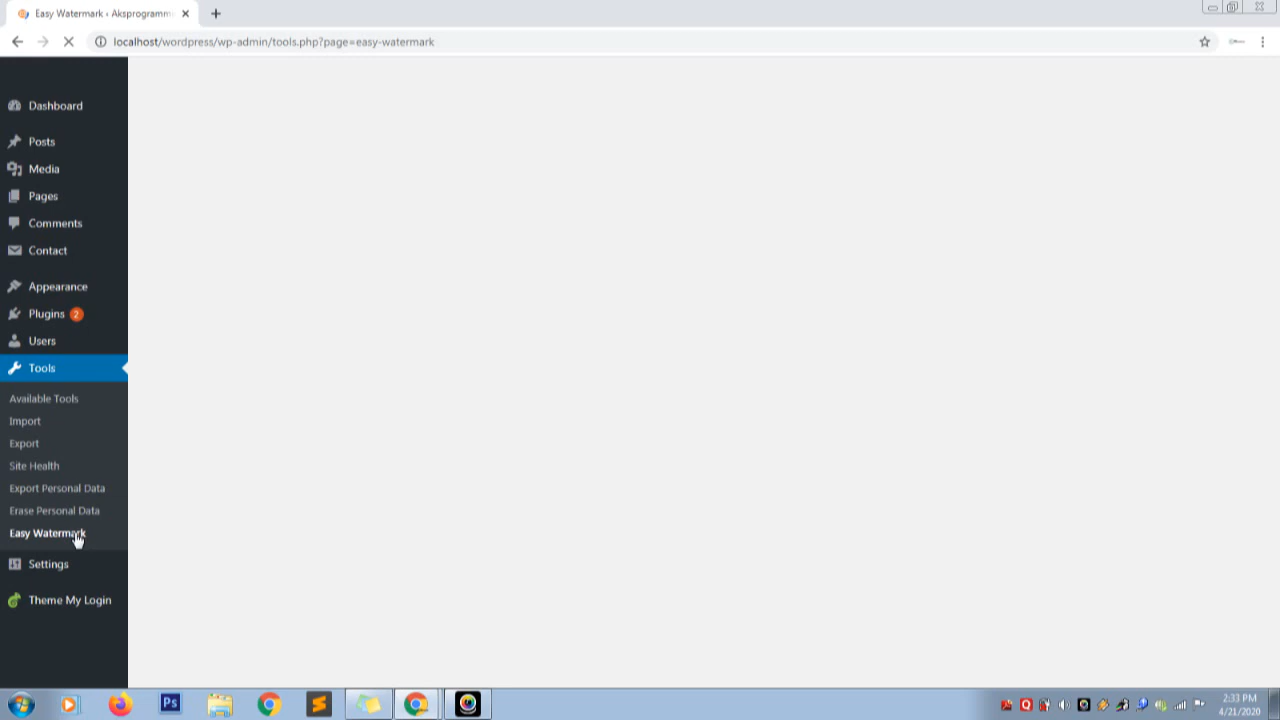 Easy Watermark ‹ Aksprogramm
localhost/wordpress/wp-admin/tools.php?page=easy-watermark
Dashboard
Posts
Media
Pages
Comments
Contact
Appearance
Plugins 2
Users
Tools
Available Tools
Import
Export
Site Health
Export Personal Data
Erase Personal Data
Easy Watermark
Settings
Theme My Login
Ps
2:33 PM
4/21/2020